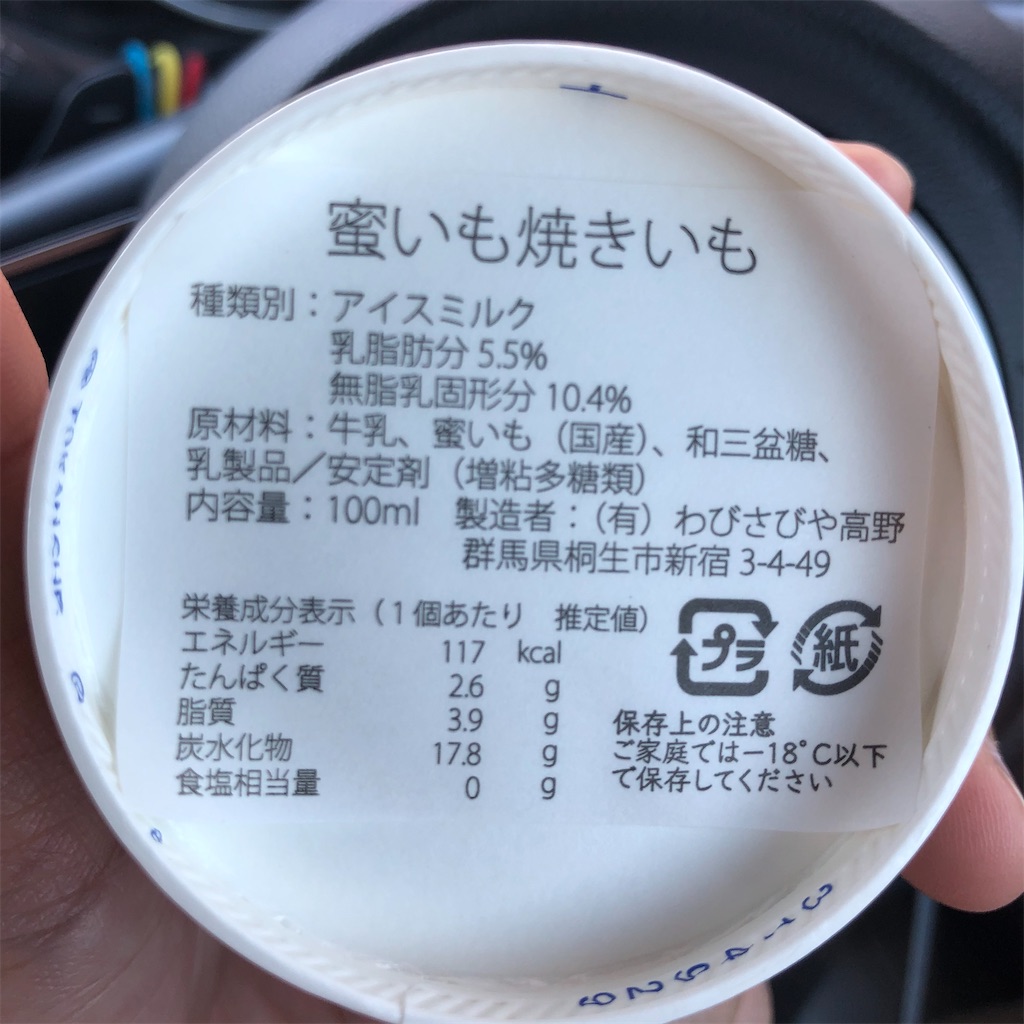 蜜いも焼きいも
種類別：アイスミルク
乳脂肪分 5.5%
無脂乳固形分 10.4%
原材料：牛乳、蜜いも（国産）、和三盆糖、
乳製品／安定剤（増粘多糖類）
内容量：100ml 製造者：（有）わびさびや高野
群馬県桐生市新宿 3-4-49
栄養成分表示（1個あたり 推定値）
エネルギー 117 kcal
たんぱく質 2.6 g
脂質 3.9 g
炭水化物 17.8 g
食塩相当量 0 g
プラ 紙
保存上の注意
ご家庭では－18℃以下
で保存してください